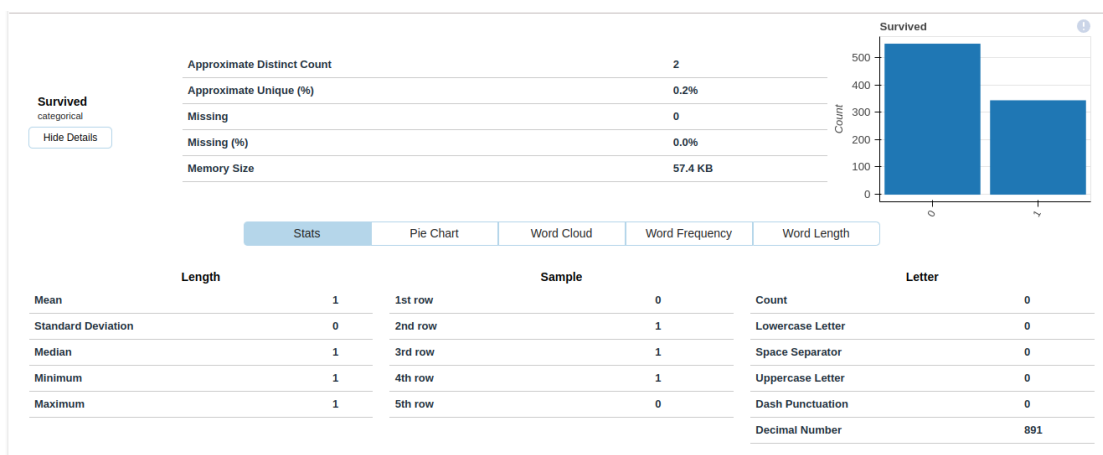 Survived
categorical
Hide Details
Approximate Distinct Count 2
Approximate Unique (%) 0.2%
Missing 0
Missing (%) 0.0%
Memory Size 57.4 KB
Survived
!
Count
500
400
300
200
100
0
0 1
Stats Pie Chart Word Cloud Word Frequency Word Length
Length
Mean 1
Standard Deviation 0
Median 1
Minimum 1
Maximum 1
Sample
1st row 0
2nd row 1
3rd row 1
4th row 1
5th row 0
Letter
Count 0
Lowercase Letter 0
Space Separator 0
Uppercase Letter 0
Dash Punctuation 0
Decimal Number 891